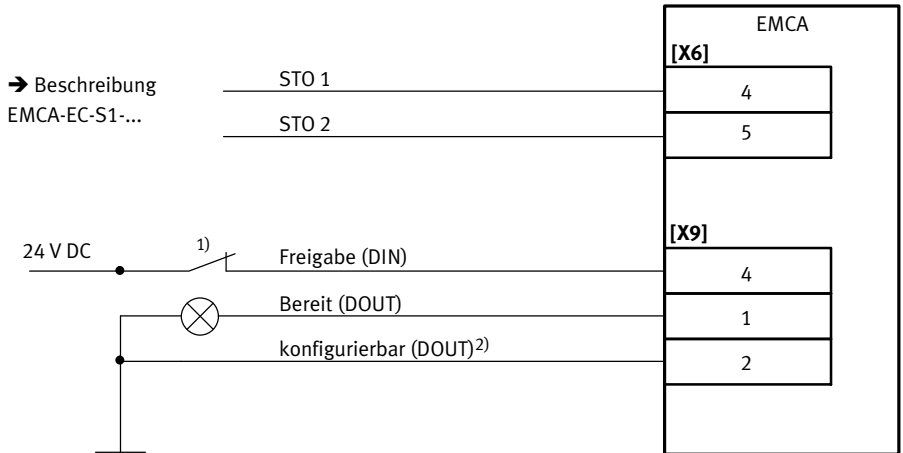 EMCA
[X6]
➔ Beschreibung
EMCA-EC-S1-...
STO 1
4
STO 2
5
[X9]
24 V DC
1)
Freigabe (DIN)
4
Bereit (DOUT)
1
konfigurierbar (DOUT)2)
2